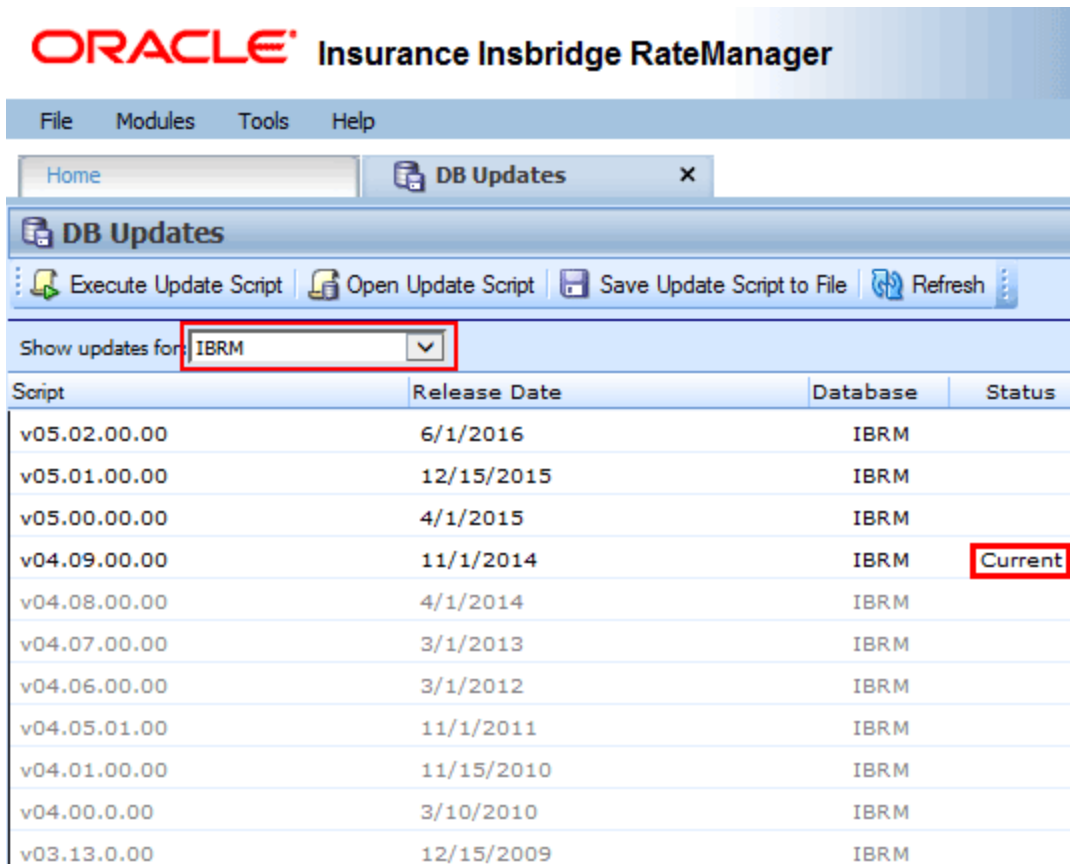 ORACLE Insurance Insbridge RateManager
File Modules Tools Help
Home DB Updates ×
DB Updates
Execute Update Script Open Update Script Save Update Script to File Refresh
Show updates for: IBRM
Script Release Date Database Status
v05.02.00.00 6/1/2016 IBRM
v05.01.00.00 12/15/2015 IBRM
v05.00.00.00 4/1/2015 IBRM
v04.09.00.00 11/1/2014 IBRM Current
v04.08.00.00 4/1/2014 IBRM
v04.07.00.00 3/1/2013 IBRM
v04.06.00.00 3/1/2012 IBRM
v04.05.01.00 11/1/2011 IBRM
v04.01.00.00 11/15/2010 IBRM
v04.00.0.00 3/10/2010 IBRM
v03.13.0.00 12/15/2009 IBRM